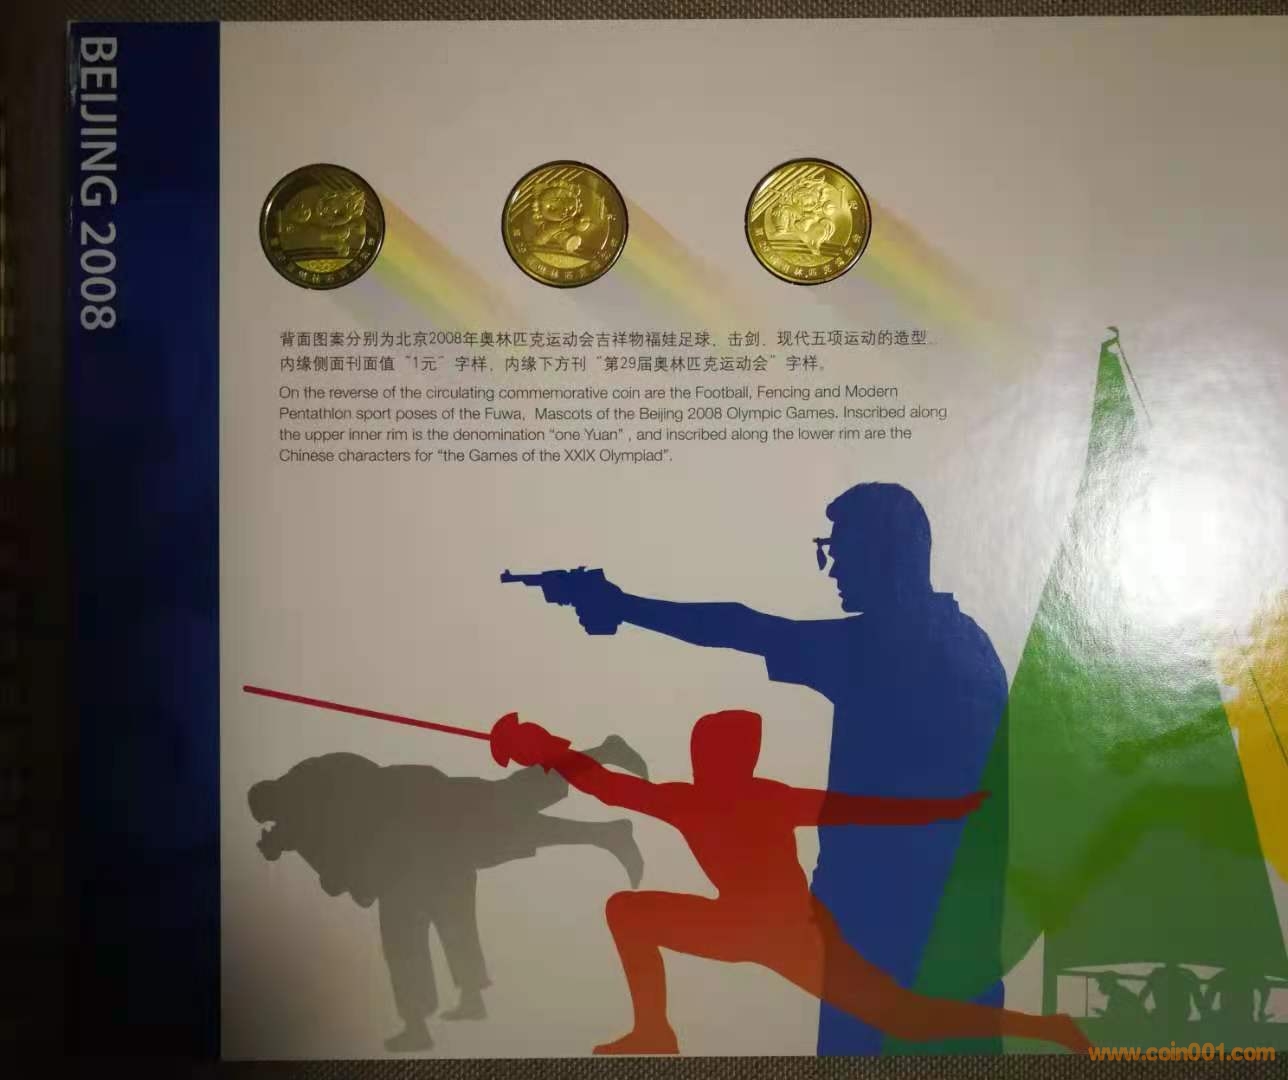 BEIJING 2008
背面图案分别为北京2008年奥林匹克运动会吉祥物福娃足球、击剑、现代五项运动的造型。
内缘侧面刊面值“1元”字样，内缘下方刊“第29届奥林匹克运动会”字样。
On the reverse of the circulating commemorative coin are the Football, Fencing and Modern
Pentathlon sport poses of the Fuwa, Mascots of the Beijing 2008 Olympic Games. Inscribed along
the upper inner rim is the denomination “one Yuan” , and inscribed along the lower rim are the
Chinese characters for “the Games of the XXIX Olympiad”.
www.coin001.com